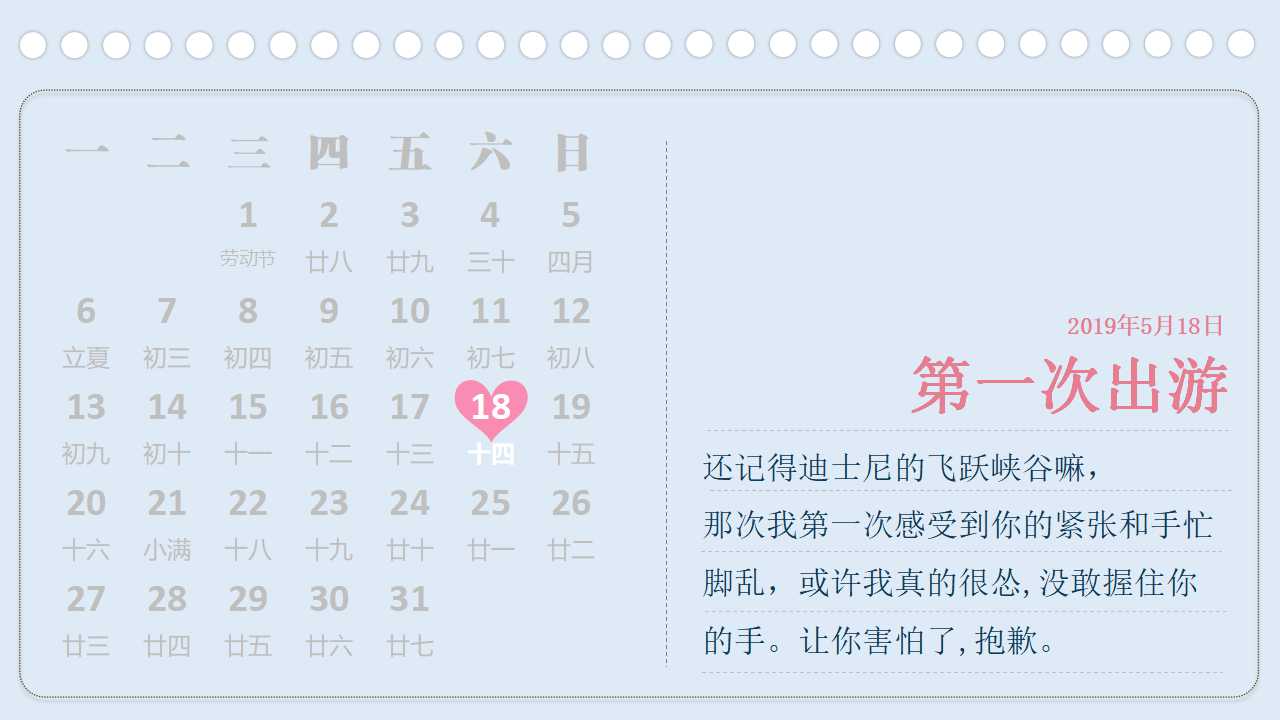 一 二 三 四 五 六 日
1 2 3 4 5
劳动节 廿八 廿九 三十 四月
6 7 8 9 10 11 12
立夏 初三 初四 初五 初六 初七 初八
13 14 15 16 17 18 19
初九 初十 十一 十二 十三 十四 十五
20 21 22 23 24 25 26
十六 小满 十八 十九 廿十 廿一 廿二
27 28 29 30 31
廿三 廿四 廿五 廿六 廿七
2019年5月18日
第一次出游
还记得迪士尼的飞跃峡谷嘛，
那次我第一次感受到你的紧张和手忙
脚乱，或许我真的很怂,没敢握住你
的手。让你害怕了,抱歉。